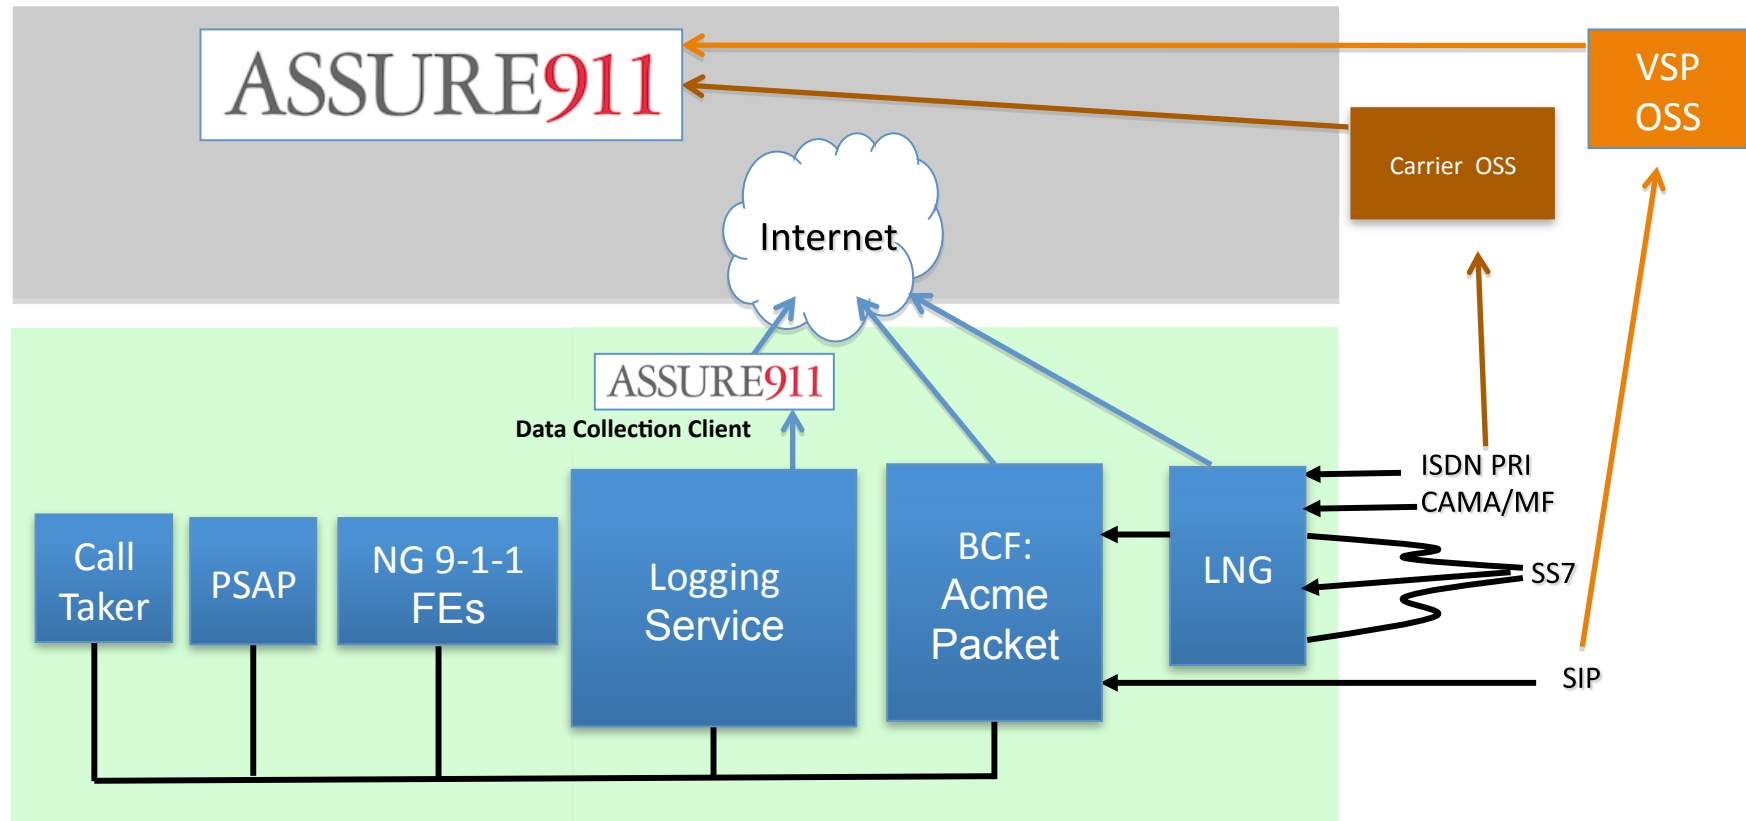 ASSURE911
VSP
OSS
Carrier OSS
Internet
ASSURE911
Data Collection Client
ISDN PRI
CAMA/MF
Call
Taker
PSAP
NG 9-1-1
FEs
Logging
Service
BCF:
Acme
Packet
LNG
SS7
SIP